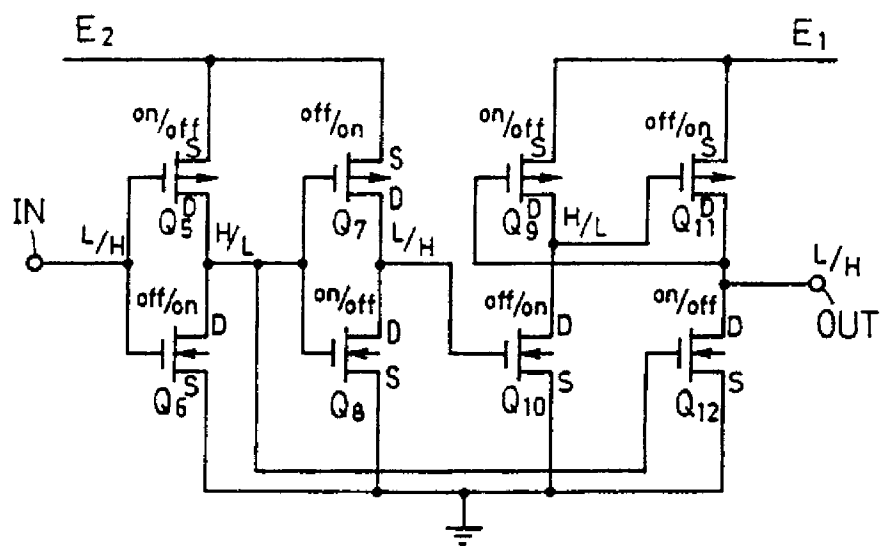 E2
E1
on/off
off/on
on/off
off/on
S
S
S
S
D
D
D
D
Q5
Q7
Q9
Q11
IN
L/H
H/L
L/H
H/L
L/H
OUT
off/on
on/off
off/on
on/off
D
D
D
D
S
S
S
S
Q6
Q8
Q10
Q12